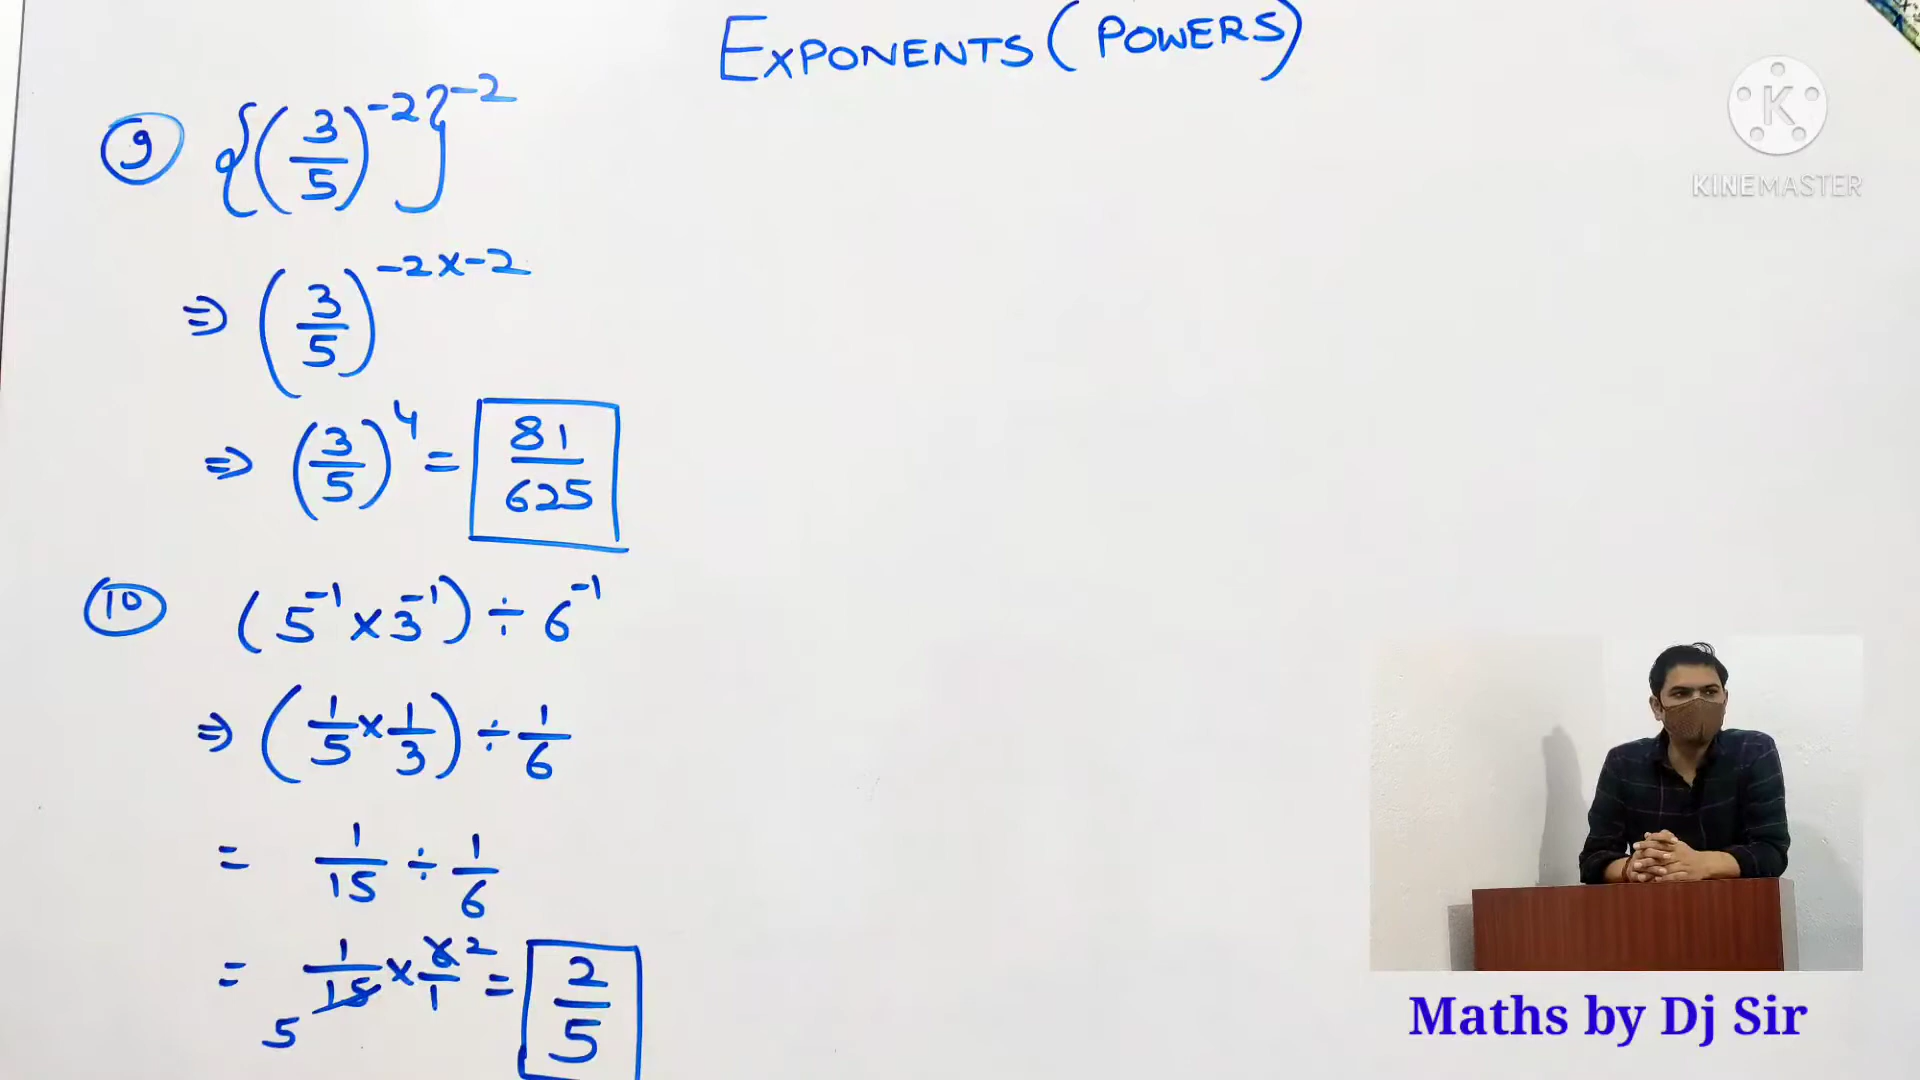 EXPONENTS (POWERS)
KINEMASTER
9 {(3/5)^-2}^-2
⇒ (3/5)^-2×-2
⇒ (3/5)^4 = 81/625
10 (5^-1 × 3^-1) ÷ 6^-1
⇒ (1/5 × 1/3) ÷ 1/6
= 1/15 ÷ 1/6
= 1/15 5 × 6 2/1 = 2/5
Maths by Dj Sir